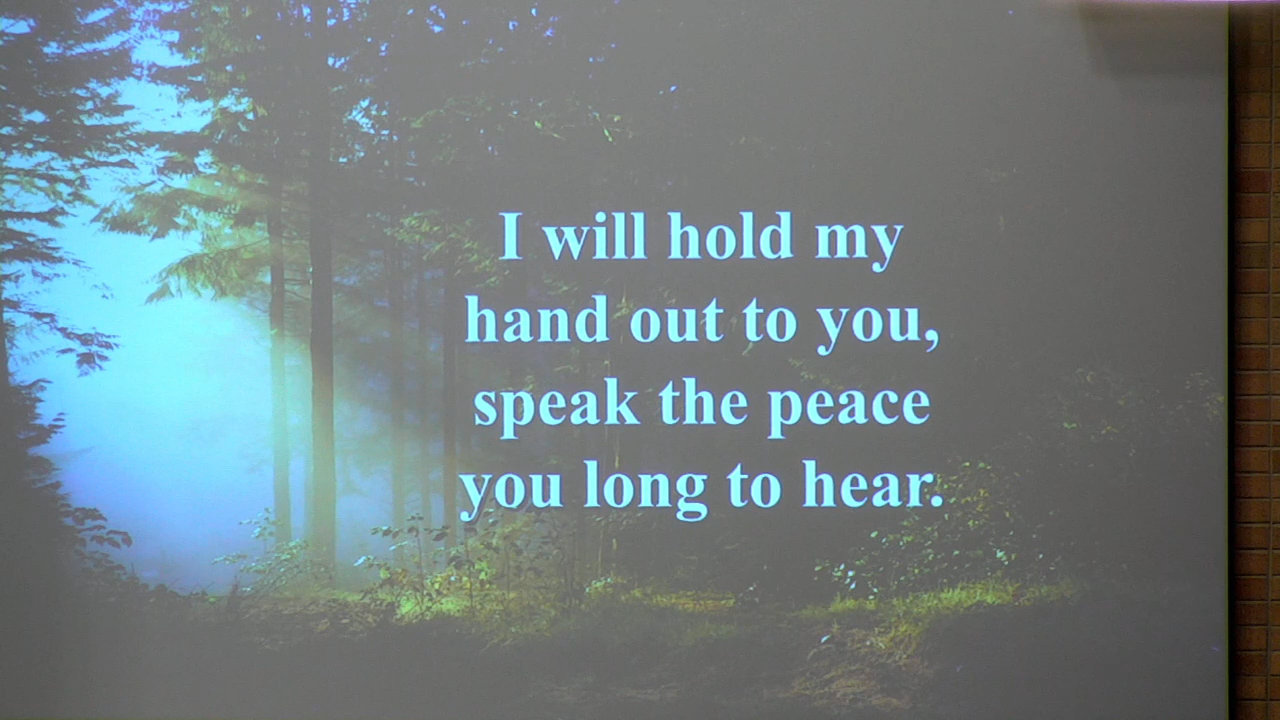 I will hold my
hand out to you,
speak the peace
you long to hear.